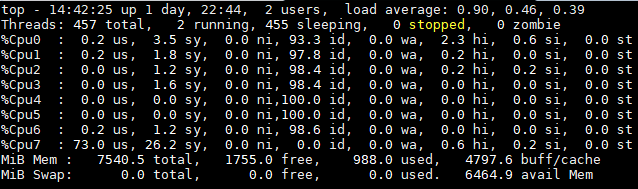 top - 14:42:25 up 1 day, 22:44,  2 users,  load average: 0.90, 0.46, 0.39
Threads: 457 total,   2 running, 455 sleeping,   0 stopped,   0 zombie
%Cpu0  :  0.2 us,  3.5 sy,  0.0 ni, 93.3 id,  0.0 wa,  2.3 hi,  0.6 si,  0.0 st
%Cpu1  :  0.2 us,  1.8 sy,  0.0 ni, 97.8 id,  0.0 wa,  0.2 hi,  0.0 si,  0.0 st
%Cpu2  :  0.0 us,  1.2 sy,  0.0 ni, 98.4 id,  0.0 wa,  0.2 hi,  0.2 si,  0.0 st
%Cpu3  :  0.0 us,  1.6 sy,  0.0 ni, 98.4 id,  0.0 wa,  0.0 hi,  0.0 si,  0.0 st
%Cpu4  :  0.0 us,  0.0 sy,  0.0 ni,100.0 id,  0.0 wa,  0.0 hi,  0.0 si,  0.0 st
%Cpu5  :  0.0 us,  0.0 sy,  0.0 ni,100.0 id,  0.0 wa,  0.0 hi,  0.0 si,  0.0 st
%Cpu6  :  0.2 us,  1.2 sy,  0.0 ni, 98.6 id,  0.0 wa,  0.0 hi,  0.0 si,  0.0 st
%Cpu7  : 73.0 us, 26.2 sy,  0.0 ni,  0.0 id,  0.0 wa,  0.6 hi,  0.2 si,  0.0 st
MiB Mem :   7540.5 total,   1755.0 free,    988.0 used,   4797.6 buff/cache
MiB Swap:      0.0 total,      0.0 free,      0.0 used.   6464.9 avail Mem